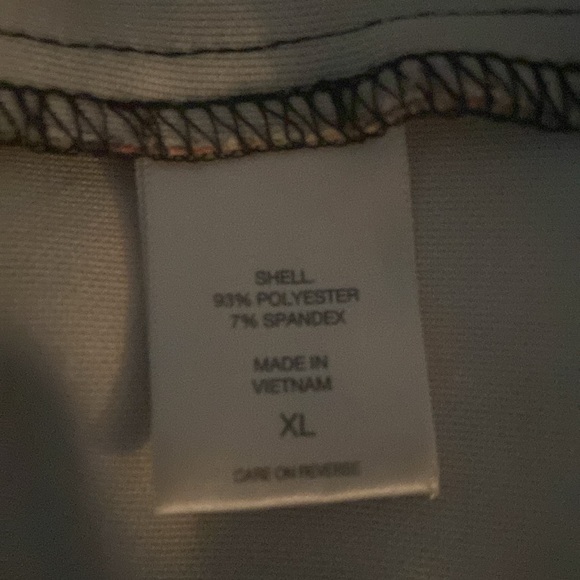 SHELL
93% POLYESTER
7% SPANDEX
MADE IN
VIETNAM
XL
CARE ON REVERSE